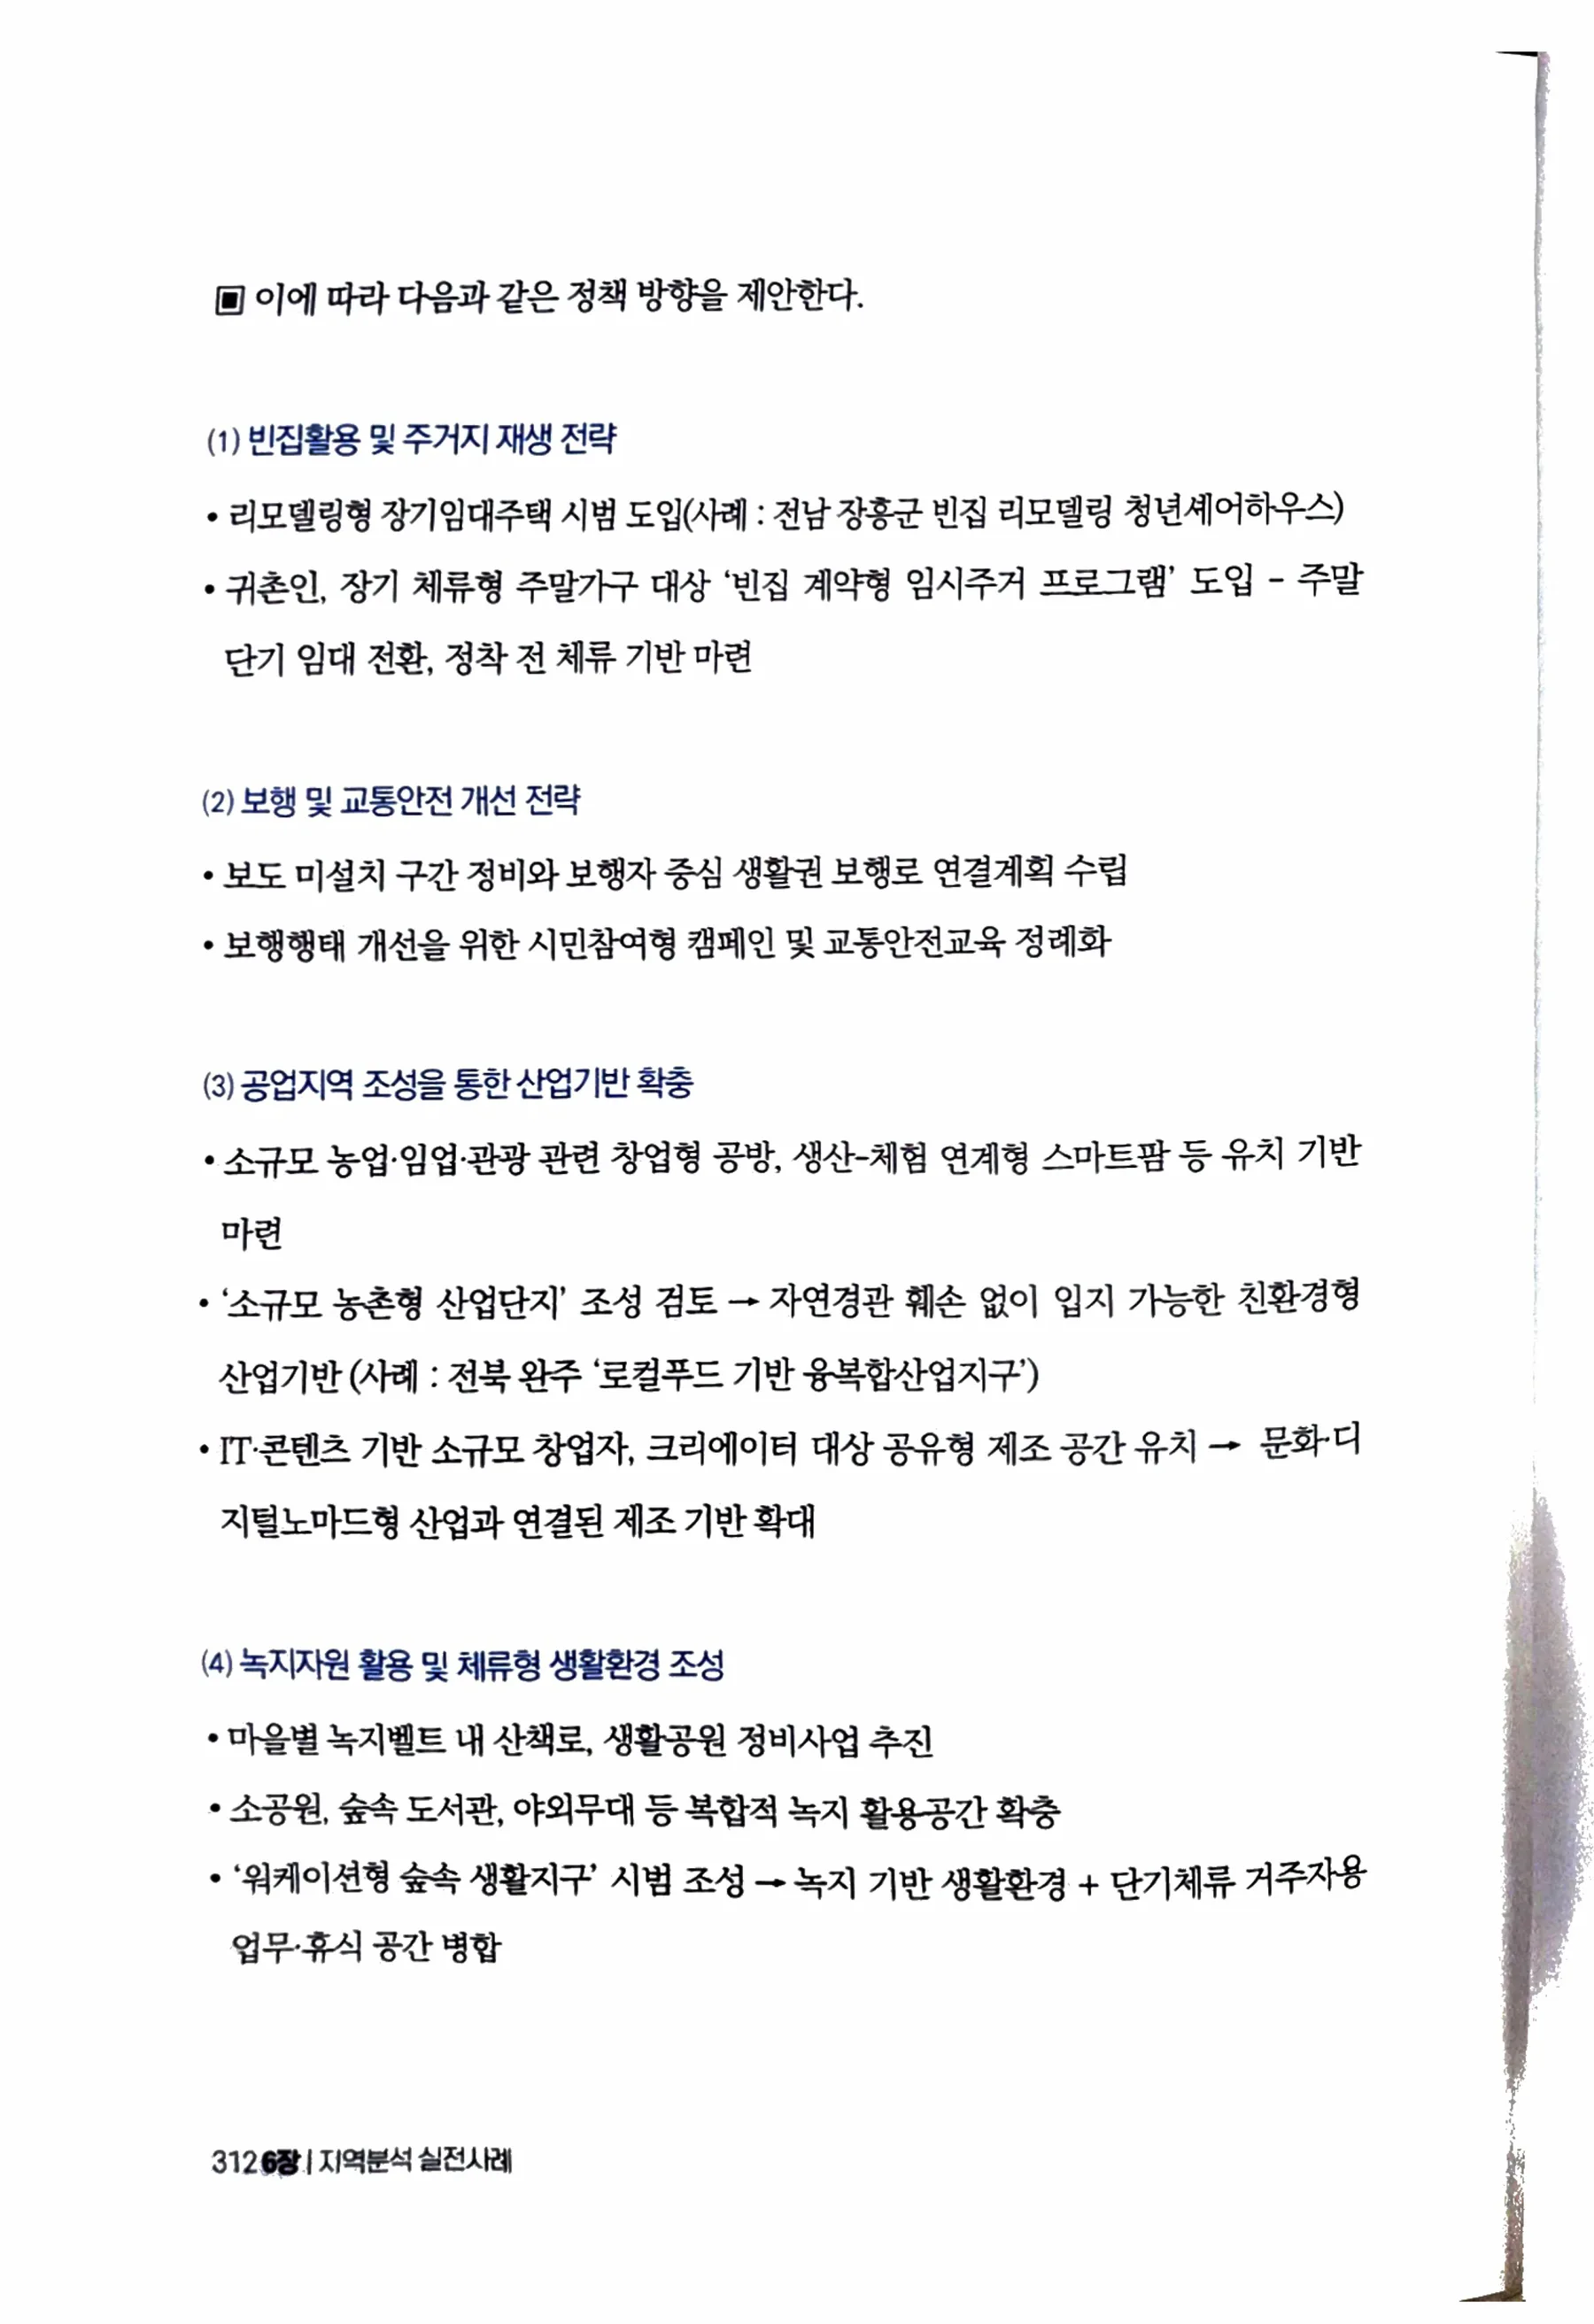 ▣ 이에 따라 다음과 같은 정책 방향을 제안한다.
(1) 빈집활용 및 주거지 재생 전략
• 리모델링형 장기임대주택 시범 도입(사례 : 전남 장흥군 빈집 리모델링 청년셰어하우스)
• 귀촌인, 장기 체류형 주말가구 대상 ‘빈집 계약형 임시주거 프로그램’ 도입 - 주말
단기 임대 전환, 정착 전 체류 기반 마련
(2) 보행 및 교통안전 개선 전략
• 보도 미설치 구간 정비와 보행자 중심 생활권 보행로 연결계획 수립
• 보행행태 개선을 위한 시민참여형 캠페인 및 교통안전교육 정례화
(3) 공업지역 조성을 통한 산업기반 확충
• 소규모 농업·임업·관광 관련 창업형 공방, 생산-체험 연계형 스마트팜 등 유치 기반
마련
• ‘소규모 농촌형 산업단지’ 조성 검토 → 자연경관 훼손 없이 입지 가능한 친환경형
산업기반 (사례 : 전북 완주 ‘로컬푸드 기반 융복합산업지구’)
• IT·콘텐츠 기반 소규모 창업자, 크리에이터 대상 공유형 제조 공간 유치 → 문화·디
지털노마드형 산업과 연결된 제조 기반 확대
(4) 녹지자원 활용 및 체류형 생활환경 조성
• 마을별 녹지벨트 내 산책로, 생활공원 정비사업 추진
• 소공원, 숲속 도서관, 야외무대 등 복합적 녹지 활용공간 확충
• ‘워케이션형 숲속 생활지구’ 시범 조성 → 녹지 기반 생활환경 + 단기체류 거주자용
업무·휴식 공간 병합
312 6장 | 지역분석 실전사례